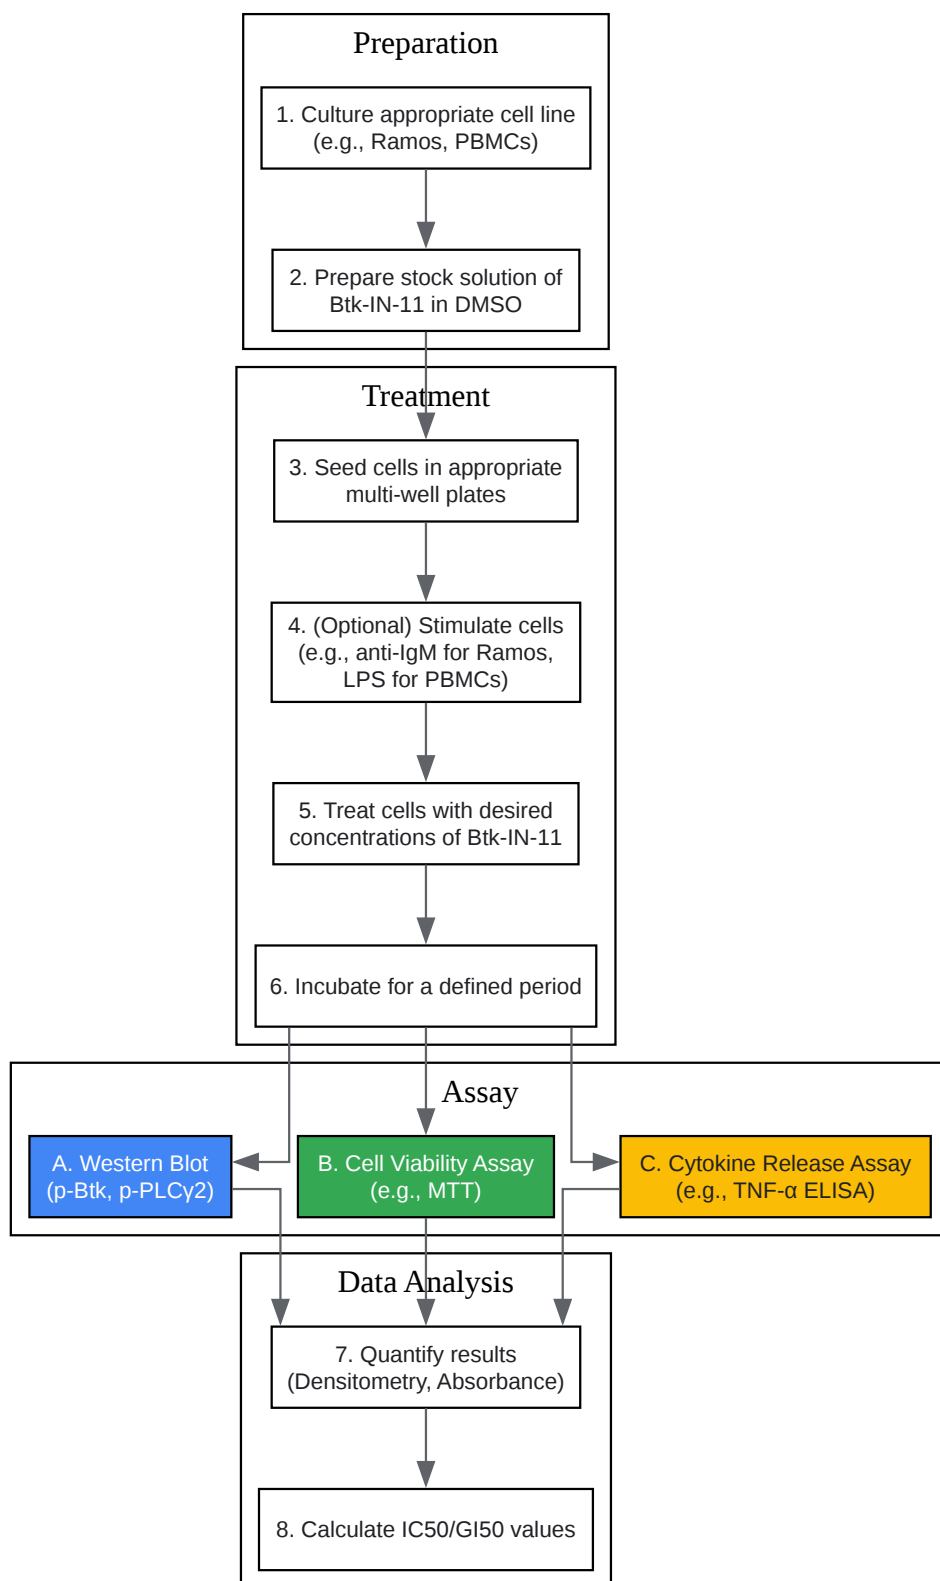 Preparation
1. Culture appropriate cell line
(e.g., Ramos, PBMCs)
2. Prepare stock solution of
Btk-IN-11 in DMSO
Treatment
3. Seed cells in appropriate
multi-well plates
4. (Optional) Stimulate cells
(e.g., anti-IgM for Ramos,
LPS for PBMCs)
5. Treat cells with desired
concentrations of Btk-IN-11
6. Incubate for a defined period
Assay
A. Western Blot
(p-Btk, p-PLCγ2)
B. Cell Viability Assay
(e.g., MTT)
C. Cytokine Release Assay
(e.g., TNF-α ELISA)
Data Analysis
7. Quantify results
(Densitometry, Absorbance)
8. Calculate IC50/GI50 values